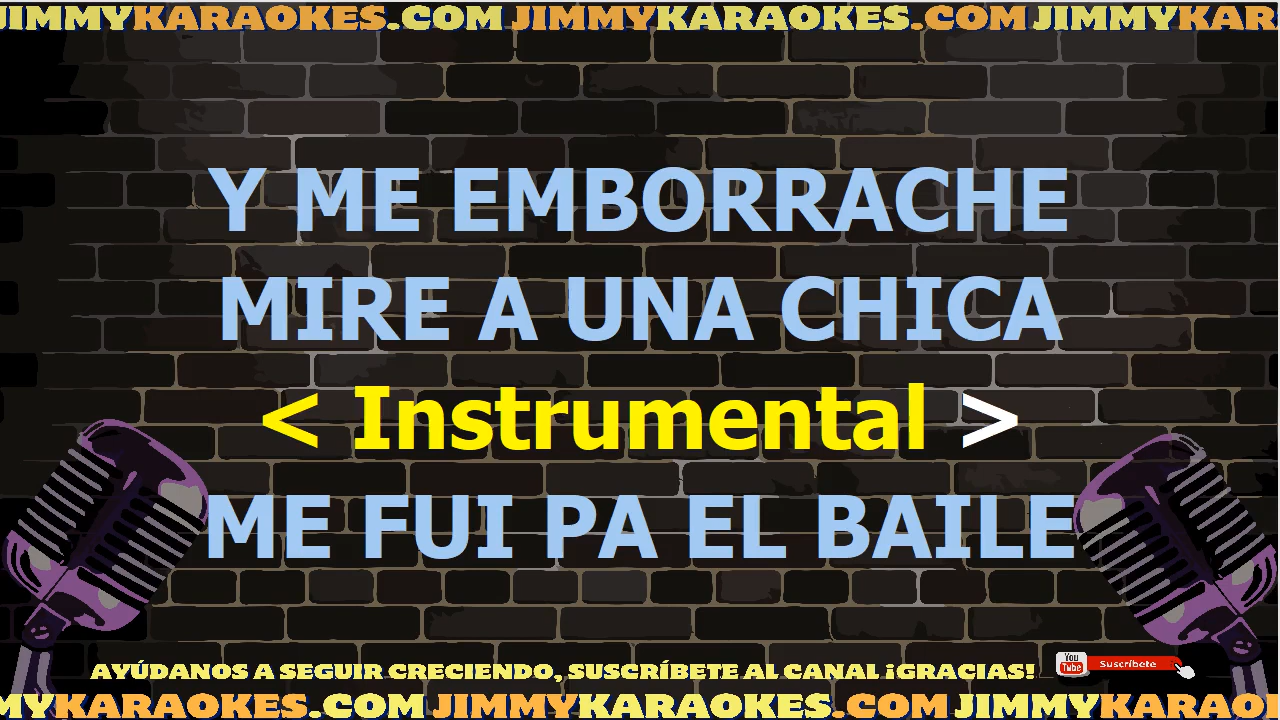 JIMMYKARAOKES.COM JIMMYKARAOKES.COM JIMMYKAR
Y ME EMBORRACHE
MIRE A UNA CHICA
< Instrumental >
ME FUI PA EL BAILE
AYÚDANOS A SEGUIR CRECIENDO, SUSCRÍBETE AL CANAL ¡GRACIAS!
You Tube Suscríbete
MYKARAOKES.COM JIMMYKARAOKES.COM JIMMYKARAO